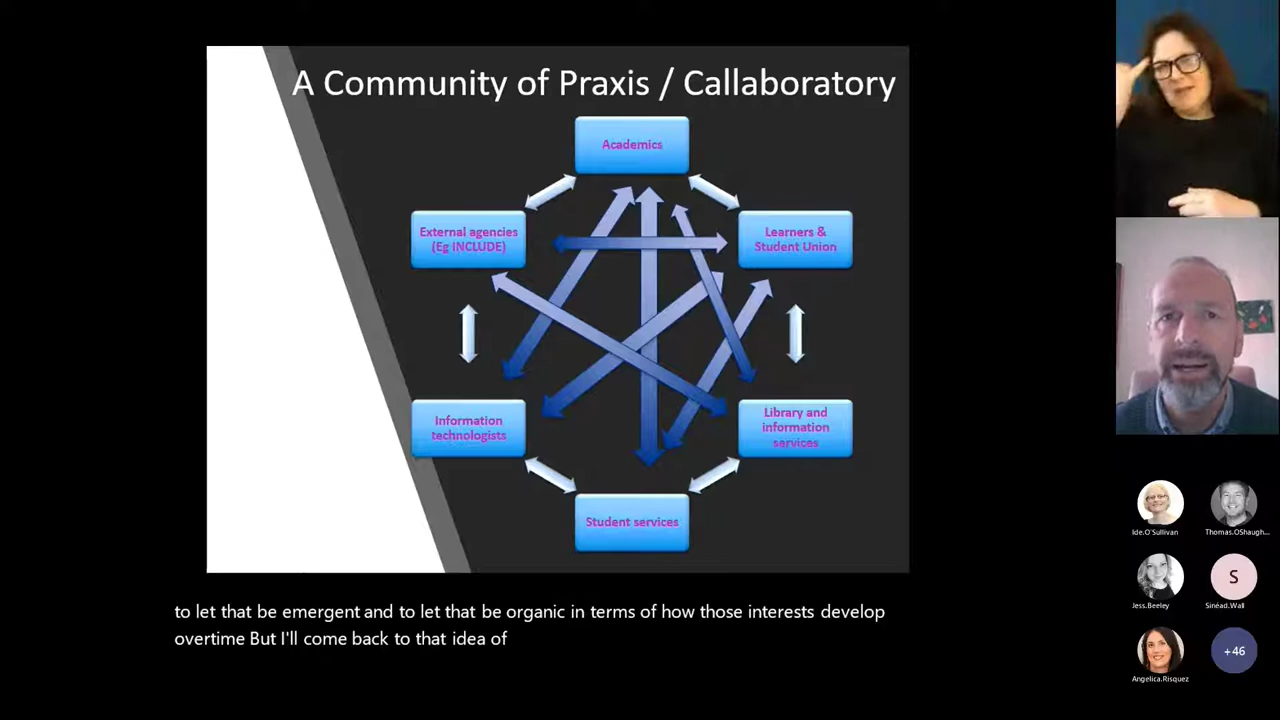 A Community of Praxis / Callaboratory
Academics
External agencies
(Eg INCLUDE)
Learners &
Student Union
Information
technologists
Library and
information
services
Student services
to let that be emergent and to let that be organic in terms of how those interests develop
overtime But I'll come back to that idea of
Ide.O'Sullivan
Thomas.OShaugh...
Jess.Beeley
S
Sinéad.Wall
Angelica.Risquez
+46